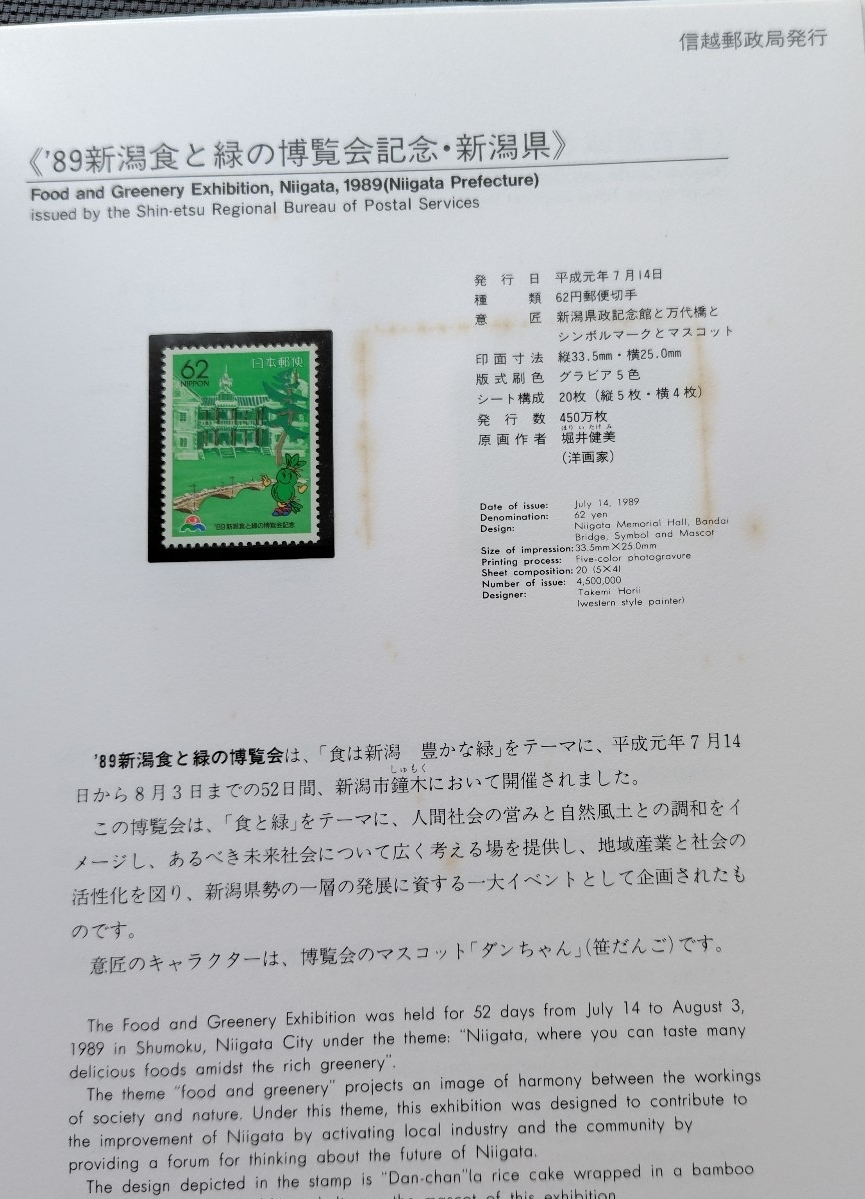 信越郵政局発行
《'89新潟食と緑の博覧会記念・新潟県》
Food and Greenery Exhibition, Niigata, 1989(Niigata Prefecture)
issued by the Shin-etsu Regional Bureau of Postal Services
発行日 平成元年7月14日
種類 62円郵便切手
意匠 新潟県政記念館と万代橋と
シンボルマークとマスコット
印面寸法 縦33.5mm・横25.0mm
版式刷色 グラビア5色
シート構成 20枚（縦5枚・横4枚）
発行数 450万枚
ほりいたけみ
原画作者 堀井健美
（洋画家）
62
NIPPON
日本郵便
'89新潟食と緑の博覧会記念
Date of issue: July 14, 1989
Denomination: 62 yen
Design: Niigata Memorial Hall, Bandai
Bridge, Symbol and Mascot
Size of impression: 33.5mm×25.0mm
Printing process: Five-color photogravure
Sheet composition: 20 (5×4)
Number of issue: 4,500,000
Designer: Takemi Horii
(western style painter)
'89新潟食と緑の博覧会は、「食は新潟　豊かな緑」をテーマに、平成元年7月14
しゅもく
日から8月3日までの52日間、新潟市鐘木において開催されました。
この博覧会は、「食と緑」をテーマに、人間社会の営みと自然風土との調和をイ
メージし、あるべき未来社会について広く考える場を提供し、地域産業と社会の
活性化を図り、新潟県勢の一層の発展に資する一大イベントとして企画されたも
のです。
意匠のキャラクターは、博覧会のマスコット「ダンちゃん」(笹だんご)です。
The Food and Greenery Exhibition was held for 52 days from July 14 to August 3,
1989 in Shumoku, Niigata City under the theme: "Niigata, where you can taste many
delicious foods amidst the rich greenery".
The theme "food and greenery" projects an image of harmony between the workings
of society and nature. Under this theme, this exhibition was designed to contribute to
the improvement of Niigata by activating local industry and the community by
providing a forum for thinking about the future of Niigata.
The design depicted in the stamp is "Dan-chan"(a rice cake wrapped in a bamboo
the mascot of this exhibition.